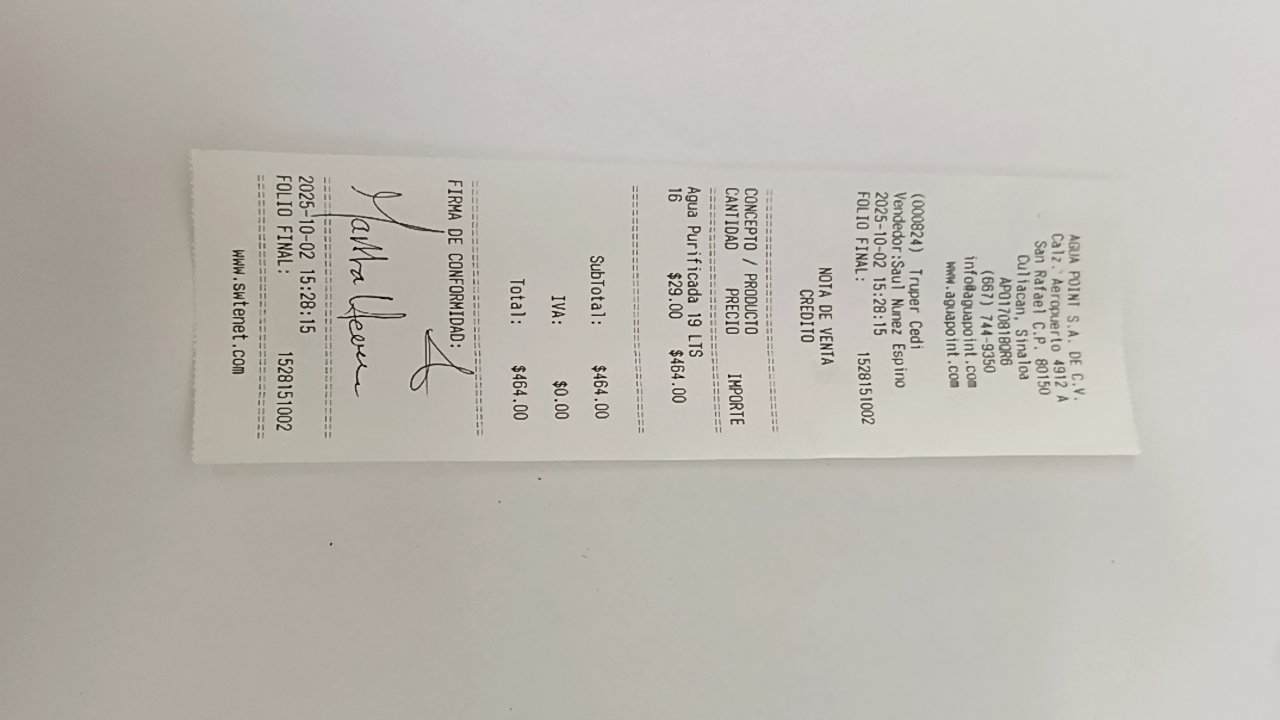 AGUA POINT S.A. DE C.V.
Calz. Aeropuerto 4912 A
San Rafael C.P. 80150
Culiacan, Sinaloa
APO170818QR6
(667) 744-9350
info@aguapoint.com
www.aguapoint.com
(000824) Truper Cedi
Vendedor:Saul Nunez Espino
2025-10-02 15:28:15
FOLIO FINAL: 1528151002
NOTA DE VENTA
CREDITO
==============================
CONCEPTO / PRODUCTO
CANTIDAD PRECIO IMPORTE
==============================
Agua Purificada 19 LTS
16 $29.00 $464.00
==============================
SubTotal: $464.00
IVA: $0.00
Total: $464.00
==============================
FIRMA DE CONFORMIDAD:
Martha
==============================
2025-10-02 15:28:15
FOLIO FINAL: 1528151002
==============================
www.swtenet.com